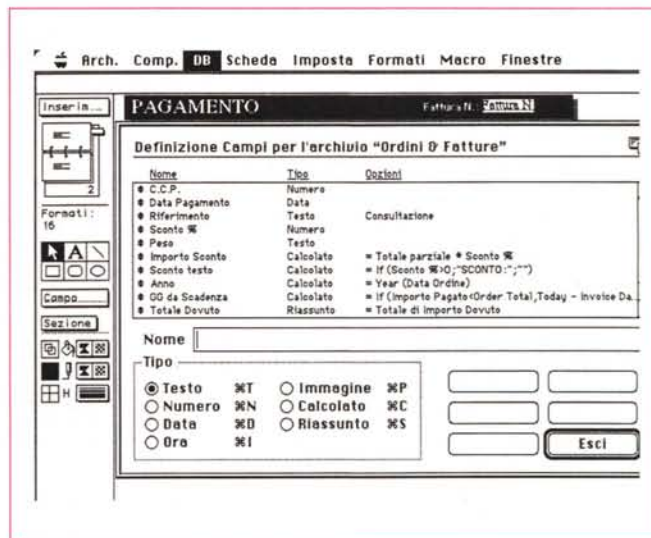 Arch. Comp. DB Scheda Imposta Formati Macro Finestre
Inserim...
PAGAMENTO Fattura N.: Fattura N
Definizione Campi per l'archivio "Ordini & Fatture"
2
Formati:
16
Nome Tipo Opzioni
C.C.P. Numero
Data Pagamento Data
Riferimento Testo Consultazione
Sconto % Numero
Peso Testo
Importo Sconto Calcolato = Totale parziale * Sconto %
Sconto testo Calcolato = If (Sconto %>0;"SCONTO:";"")
Anno Calcolato = Year (Data Ordine)
GG da Scadenza Calcolato = If (Importo Pagato<Order Total,Today - Invoice Da...
Totale Dovuto Riassunto = Totale di Importo Dovuto
A
Campo
Sezione
H
Nome
Tipo
Testo ⌘T Immagine ⌘P
Numero ⌘N Calcolato ⌘C
Data ⌘D Riassunto ⌘S
Ora ⌘I
Esci